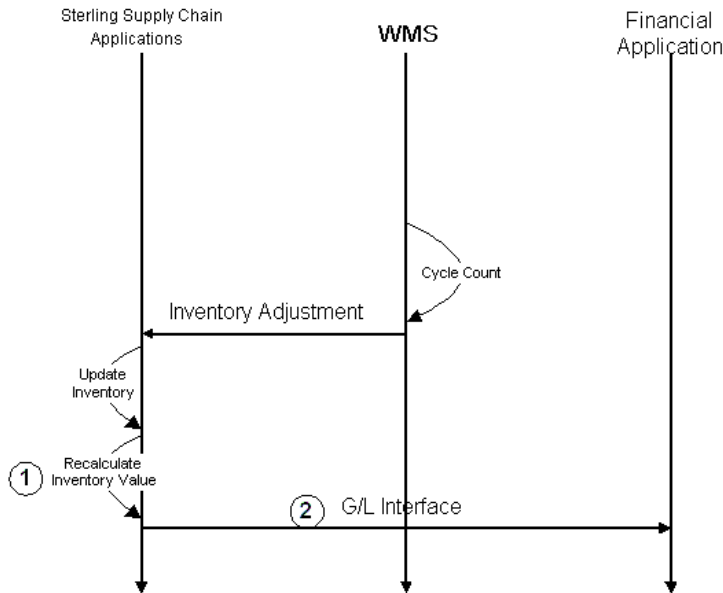 Sterling Supply Chain
Applications
WMS
Financial
Application
Cycle Count
Inventory Adjustment
Update
Inventory
1
Recalculate
Inventory Value
2
G/L Interface